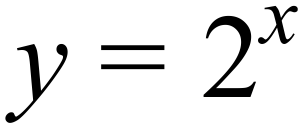 y = 2^x